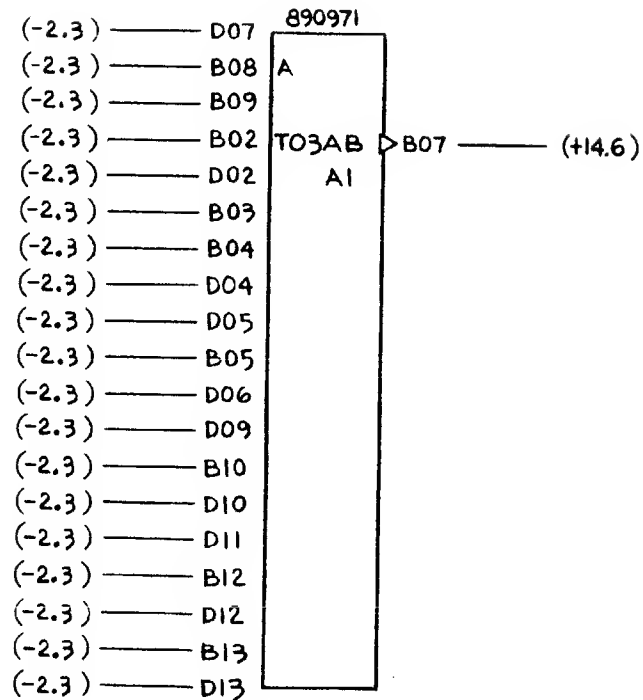 890971
(-2.3) D07
(-2.3) B08 A
(-2.3) B09
(-2.3) B02 T03AB B07 (+14.6)
(-2.3) D02 A1
(-2.3) B03
(-2.3) B04
(-2.3) D04
(-2.3) D05
(-2.3) B05
(-2.3) D06
(-2.3) D09
(-2.3) B10
(-2.3) D10
(-2.3) D11
(-2.3) B12
(-2.3) D12
(-2.3) B13
(-2.3) D13